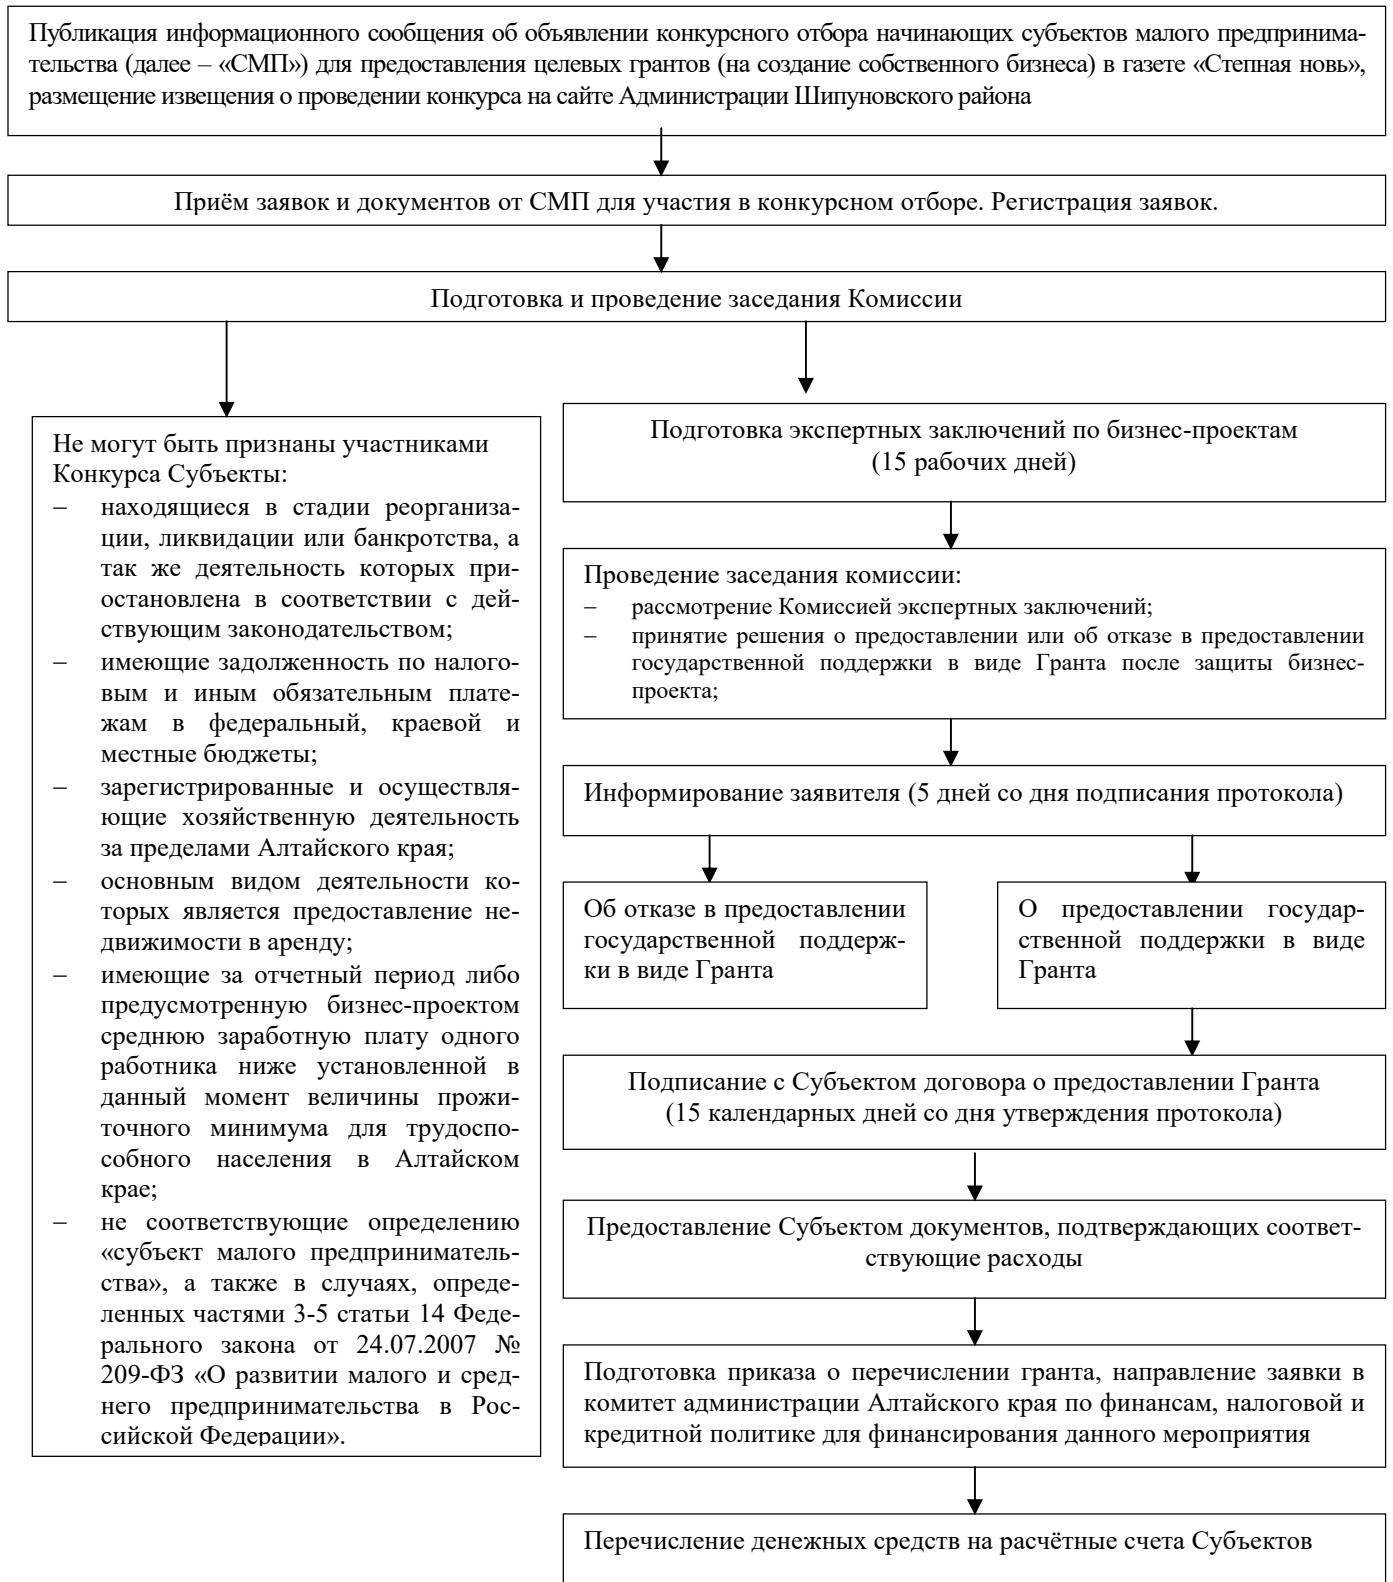 Публикация информационного сообщения об объявлении конкурсного отбора начинающих субъектов малого предпринима-
тельства (далее – «СМП») для предоставления целевых грантов (на создание собственного бизнеса) в газете «Степная новь»,
размещение извещения о проведении конкурса на сайте Администрации Шипуновского района
Приём заявок и документов от СМП для участия в конкурсном отборе. Регистрация заявок.
Подготовка и проведение заседания Комиссии
Не могут быть признаны участниками
Конкурса Субъекты:
– находящиеся в стадии реорганиза-
ции, ликвидации или банкротства, а
так же деятельность которых при-
остановлена в соответствии с дей-
ствующим законодательством;
– имеющие задолженность по налого-
вым и иным обязательным плате-
жам в федеральный, краевой и
местные бюджеты;
– зарегистрированные и осуществля-
ющие хозяйственную деятельность
за пределами Алтайского края;
– основным видом деятельности ко-
торых является предоставление не-
движимости в аренду;
– имеющие за отчетный период либо
предусмотренную бизнес-проектом
среднюю заработную плату одного
работника ниже установленной в
данный момент величины прожи-
точного минимума для трудоспо-
собного населения в Алтайском
крае;
– не соответствующие определению
«субъект малого предприниматель-
ства», а также в случаях, опреде-
ленных частями 3-5 статьи 14 Феде-
рального закона от 24.07.2007 №
209-ФЗ «О развитии малого и сред-
него предпринимательства в Рос-
сийской Федерации».
Подготовка экспертных заключений по бизнес-проектам
(15 рабочих дней)
Проведение заседания комиссии:
– рассмотрение Комиссией экспертных заключений;
– принятие решения о предоставлении или об отказе в предоставлении
государственной поддержки в виде Гранта после защиты бизнес-
проекта;
Информирование заявителя (5 дней со дня подписания протокола)
Об отказе в предоставлении
государственной поддерж-
ки в виде Гранта
О предоставлении государ-
ственной поддержки в виде
Гранта
Подписание с Субъектом договора о предоставлении Гранта
(15 календарных дней со дня утверждения протокола)
Предоставление Субъектом документов, подтверждающих соответ-
ствующие расходы
Подготовка приказа о перечислении гранта, направление заявки в
комитет администрации Алтайского края по финансам, налоговой и
кредитной политике для финансирования данного мероприятия
Перечисление денежных средств на расчётные счета Субъектов